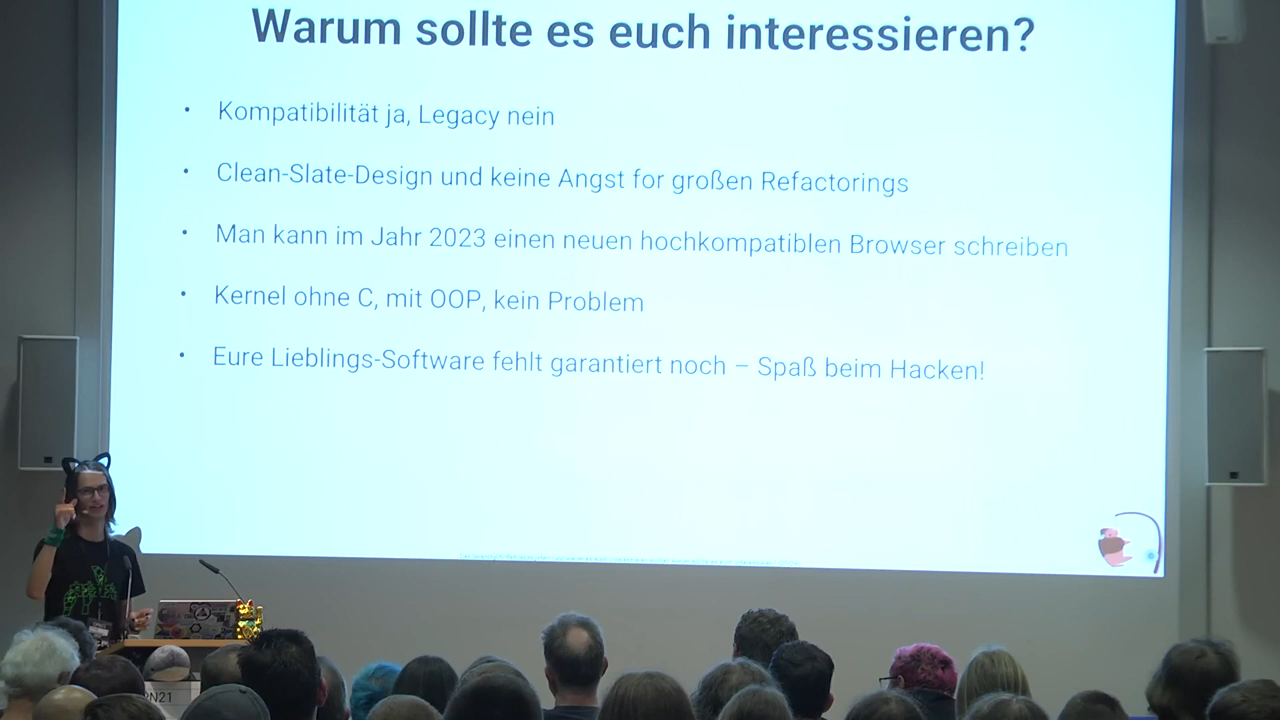 Warum sollte es euch interessieren?
Kompatibilität ja, Legacy nein
Clean-Slate-Design und keine Angst for großen Refactorings
Man kann im Jahr 2023 einen neuen hochkompatiblen Browser schreiben
Kernel ohne C, mit OOP, kein Problem
Eure Lieblings-Software fehlt garantiert noch – Spaß beim Hacken!
PN21